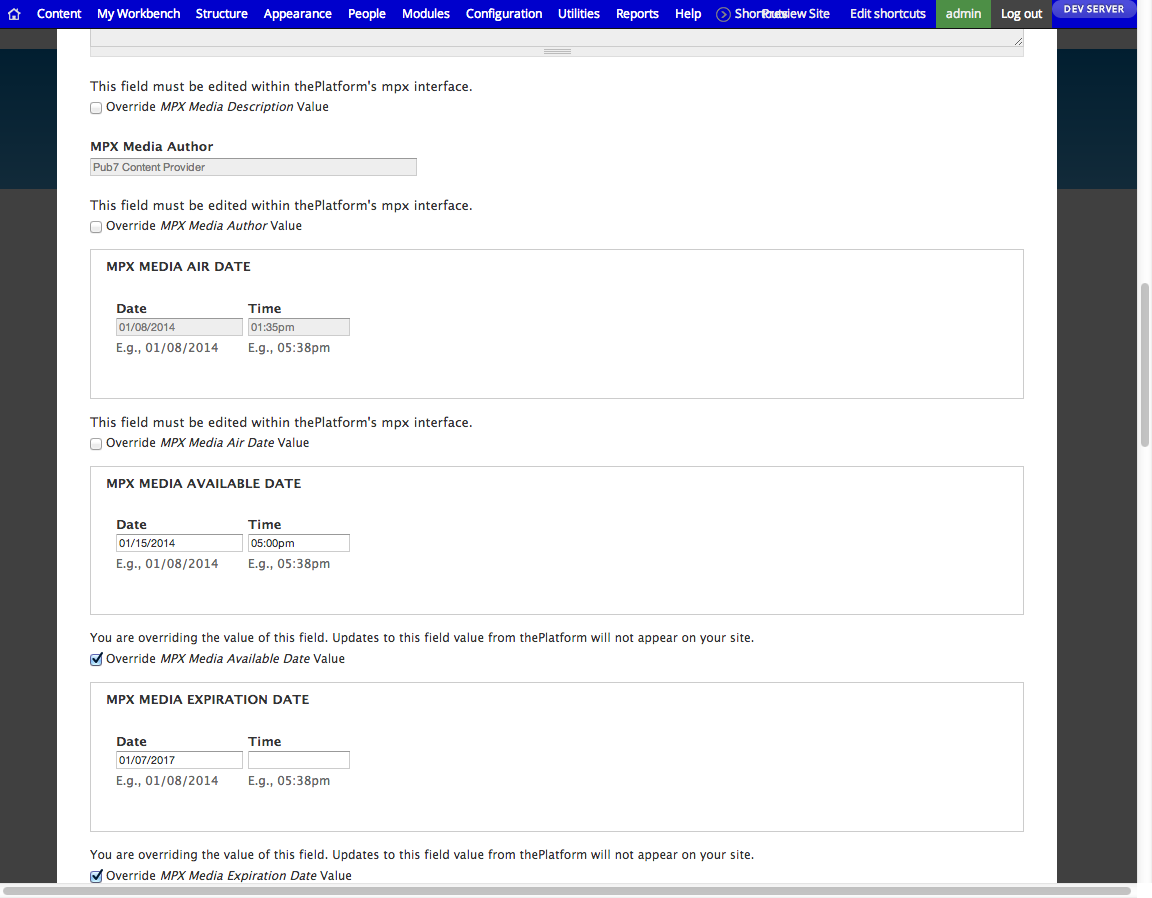 Content My Workbench Structure Appearance People Modules Configuration Utilities Reports Help Shortcuts Preview Site Edit shortcuts admin Log out DEV SERVER
This field must be edited within thePlatform's mpx interface.
Override MPX Media Description Value
MPX Media Author
Pub7 Content Provider
This field must be edited within thePlatform's mpx interface.
Override MPX Media Author Value
MPX MEDIA AIR DATE
Date Time
01/08/2014 01:35pm
E.g., 01/08/2014 E.g., 05:38pm
This field must be edited within thePlatform's mpx interface.
Override MPX Media Air Date Value
MPX MEDIA AVAILABLE DATE
Date Time
01/15/2014 05:00pm
E.g., 01/08/2014 E.g., 05:38pm
You are overriding the value of this field. Updates to this field value from thePlatform will not appear on your site.
Override MPX Media Available Date Value
MPX MEDIA EXPIRATION DATE
Date Time
01/07/2017
E.g., 01/08/2014 E.g., 05:38pm
You are overriding the value of this field. Updates to this field value from thePlatform will not appear on your site.
Override MPX Media Expiration Date Value